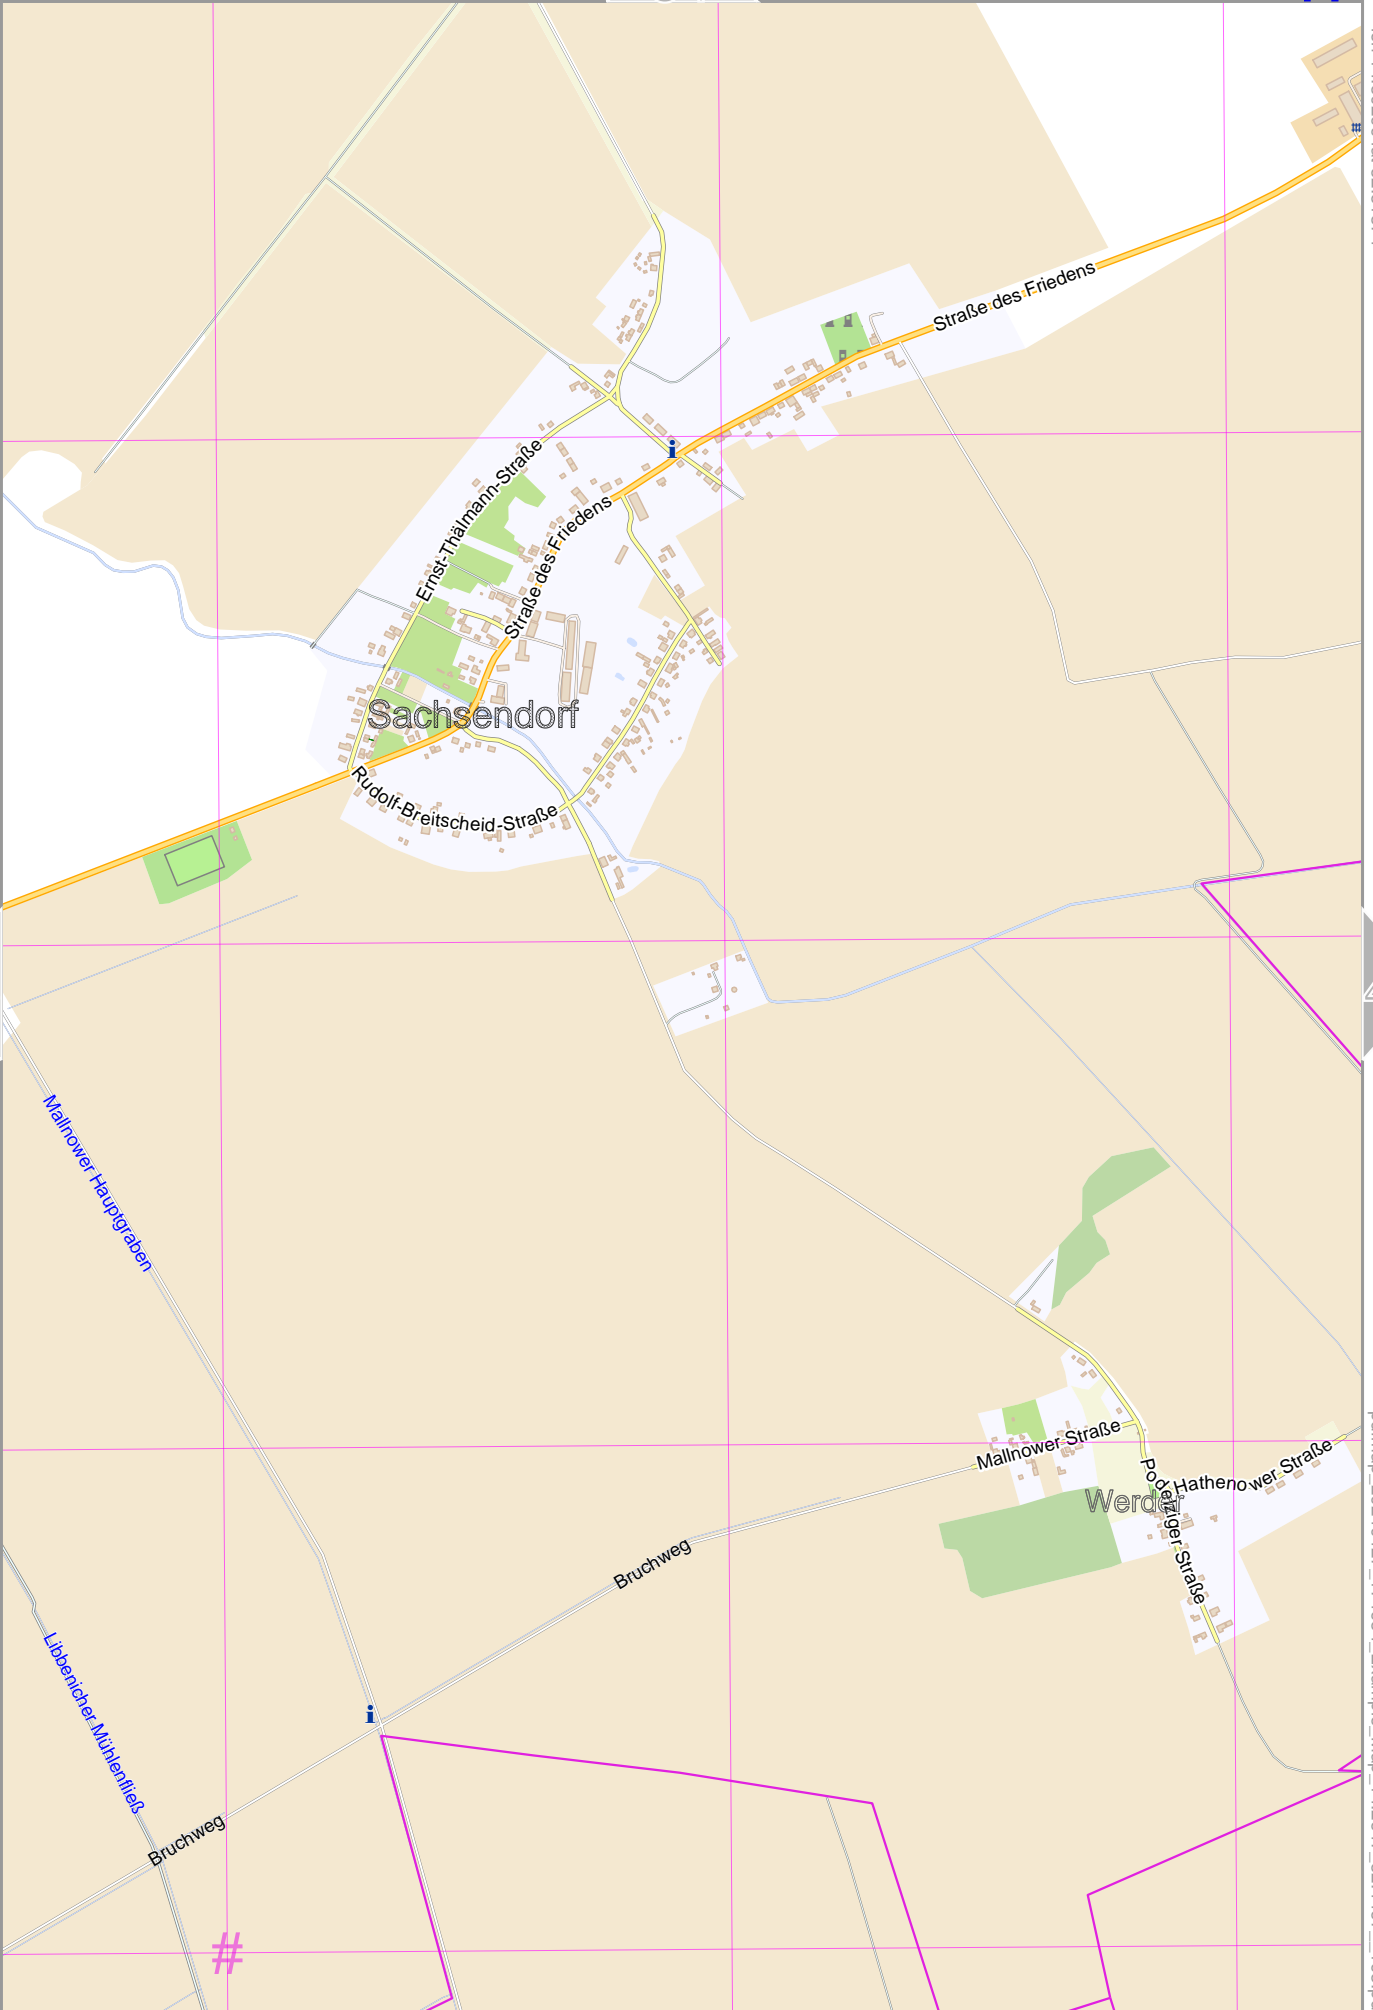 Straße des Friedens
i
Ernst-Thälmann-Straße
Straße des Friedens
Sachsendorf
Rudolf-Breitscheid-Straße
Mallnower Hauptgraben
Mallnower Straße
Hathenower Straße
Werder
Podelziger Straße
Bruchweg
Libbenicher Mühlenfließ
i
Bruchweg
#